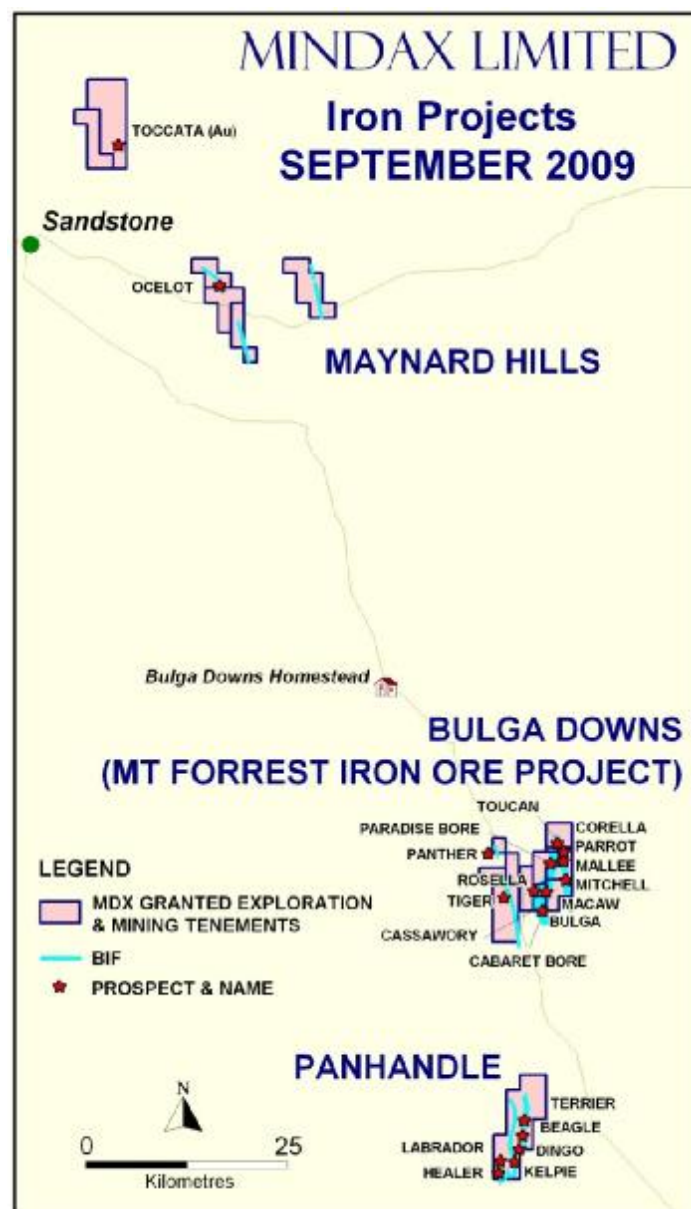 MINDAX LIMITED
Iron Projects
SEPTEMBER 2009
TOCCATA (Au)
Sandstone
OCELOT
MAYNARD HILLS
Bulga Downs Homestead
BULGA DOWNS
(MT FORREST IRON ORE PROJECT)
TOUCAN
PARADISE BORE
CORELLA
PANTHER
PARROT
MALLEE
ROSELLA
MITCHELL
TIGER
MACAW
BULGA
CASSAWORY
CABARET BORE
LEGEND
MDX GRANTED EXPLORATION
& MINING TENEMENTS
BIF
PROSPECT & NAME
PANHANDLE
TERRIER
BEAGLE
LABRADOR
DINGO
HEALER
KELPIE
N
0 25
Kilometres